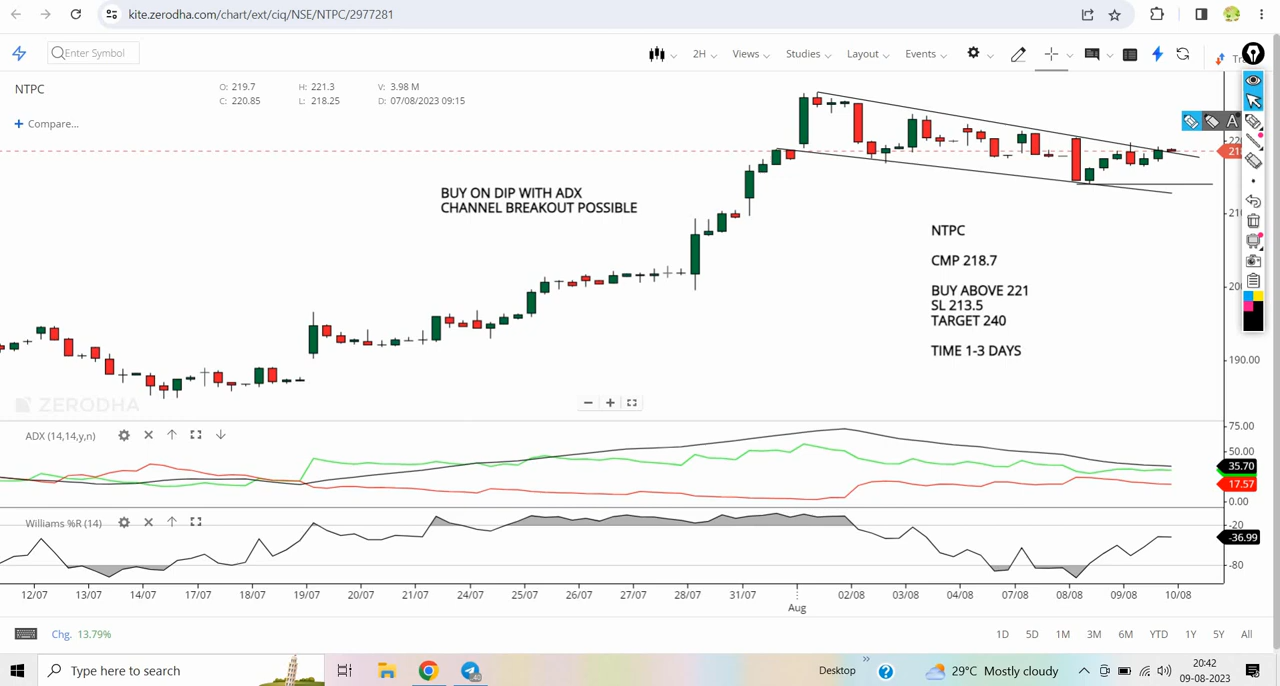 kite.zerodha.com/chart/ext/ciq/NSE/NTPC/2977281
Enter Symbol
2H
Views
Studies
Layout
Events
NTPC
O: 219.7
H: 221.3
V: 3.98 M
C: 220.85
L: 218.25
D: 07/08/2023 09:15
+ Compare...
A
BUY ON DIP WITH ADX
CHANNEL BREAKOUT POSSIBLE
NTPC
CMP 218.7
BUY ABOVE 221
SL 213.5
TARGET 240
TIME 1-3 DAYS
190.00
ZERODHA
ADX (14,14,y,n)
75.00
50.00
35.70
17.57
0.00
Williams %R (14)
-20
-36.99
-80
12/07 13/07 14/07 17/07 18/07 19/07 20/07 21/07 24/07 25/07 26/07 27/07 28/07 31/07 02/08 03/08 04/08 07/08 08/08 09/08 10/08
Aug
Chg. 13.79%
1D 5D 1M 3M 6M YTD 1Y 5Y All
Type here to search
Desktop
29°C Mostly cloudy
20:42
09-08-2023